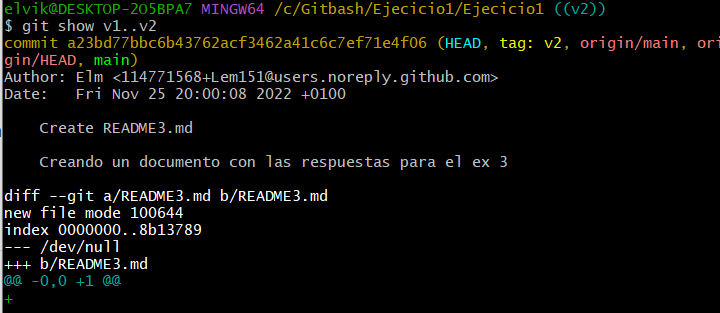 elvik@DESKTOP-2O5BPA7 MINGW64 /c/Gitbash/Ejecicio1/Ejecicio1 ((v2))
$ git show v1..v2
commit a23bd77bbc6b43762acf3462a41c6c7ef71e4f06 (HEAD, tag: v2, origin/main, ori
gin/HEAD, main)
Author: Elm <114771568+Lem151@users.noreply.github.com>
Date:   Fri Nov 25 20:00:08 2022 +0100
    Create README3.md
    Creando un documento con las respuestas para el ex 3
diff --git a/README3.md b/README3.md
new file mode 100644
index 0000000..8b13789
--- /dev/null
+++ b/README3.md
@@ -0,0 +1 @@
+